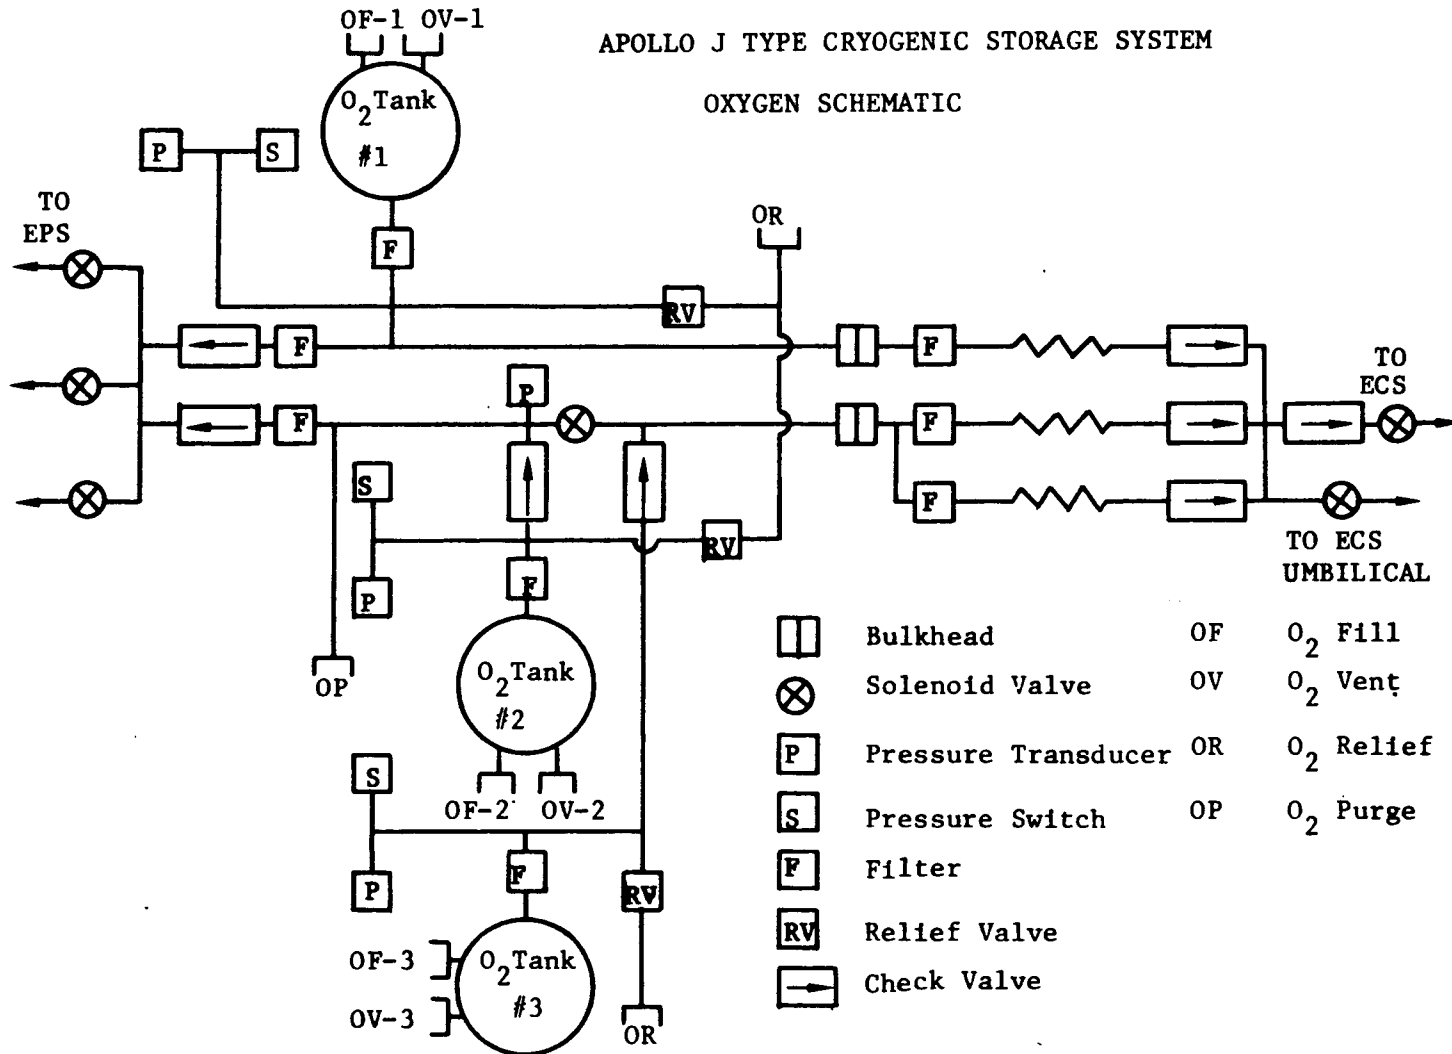 OF-1 OV-1
APOLLO J TYPE CRYOGENIC STORAGE SYSTEM
OXYGEN SCHEMATIC
O2 Tank
#1
P
S
TO
EPS
F
OR
RV
F
F
P
F
F
TO
ECS
S
F
RV
TO ECS
UMBILICAL
F
P
OP
O2 Tank
#2
OF-2 OV-2
S
F
P
RV
OF-3
O2 Tank
#3
OV-3
OR
Bulkhead
OF O2 Fill
Solenoid Valve
OV O2 Vent
P Pressure Transducer
OR O2 Relief
S Pressure Switch
OP O2 Purge
F Filter
RV Relief Valve
Check Valve